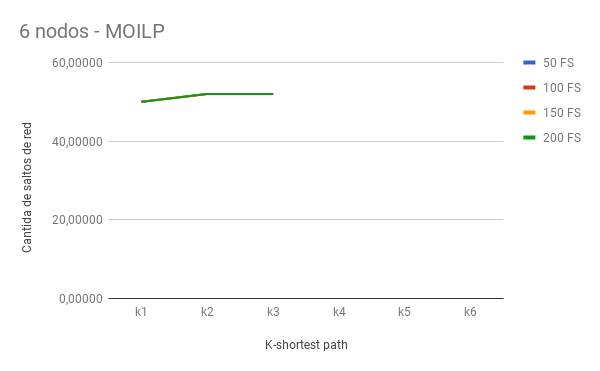 6 nodos - MOILP
60,00000
40,00000
20,00000
0,00000
Cantida de saltos de red
k1 k2 k3 k4 k5 k6
K-shortest path
50 FS
100 FS
150 FS
200 FS